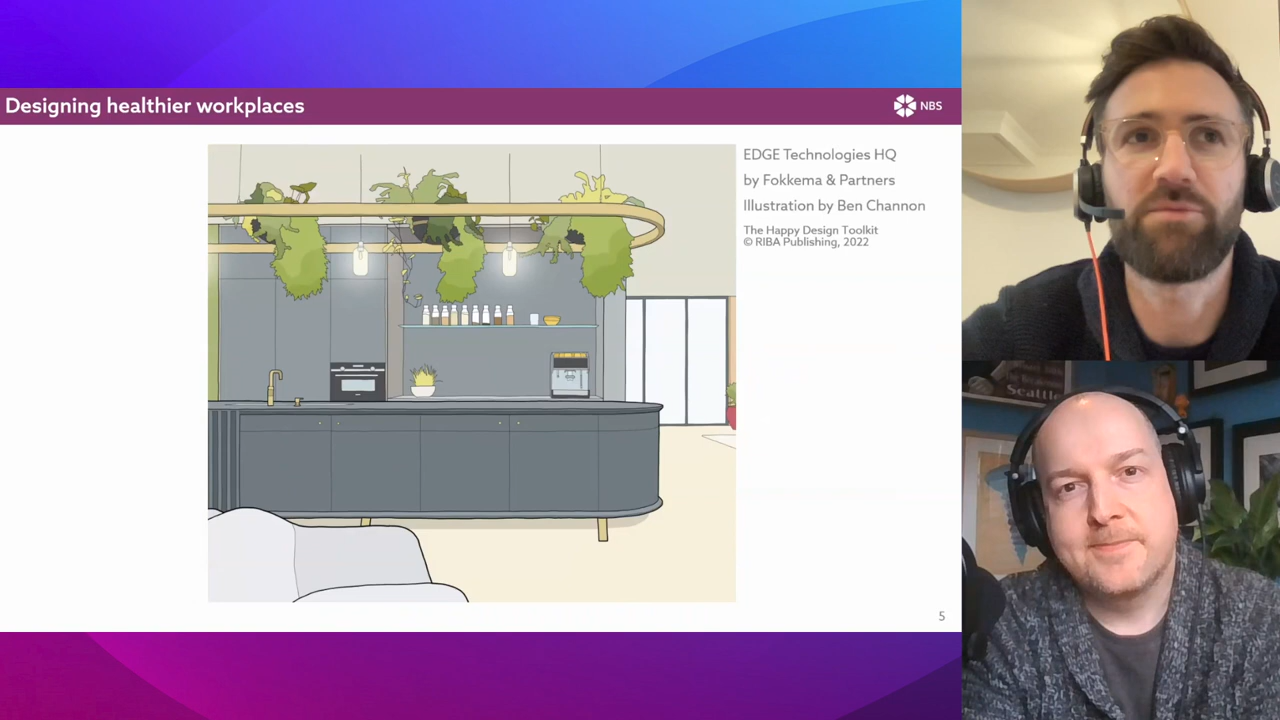 Designing healthier workplaces
NBS
EDGE Technologies HQ
by Fokkema & Partners
Illustration by Ben Channon
The Happy Design Toolkit
© RIBA Publishing, 2022
5
Seattle